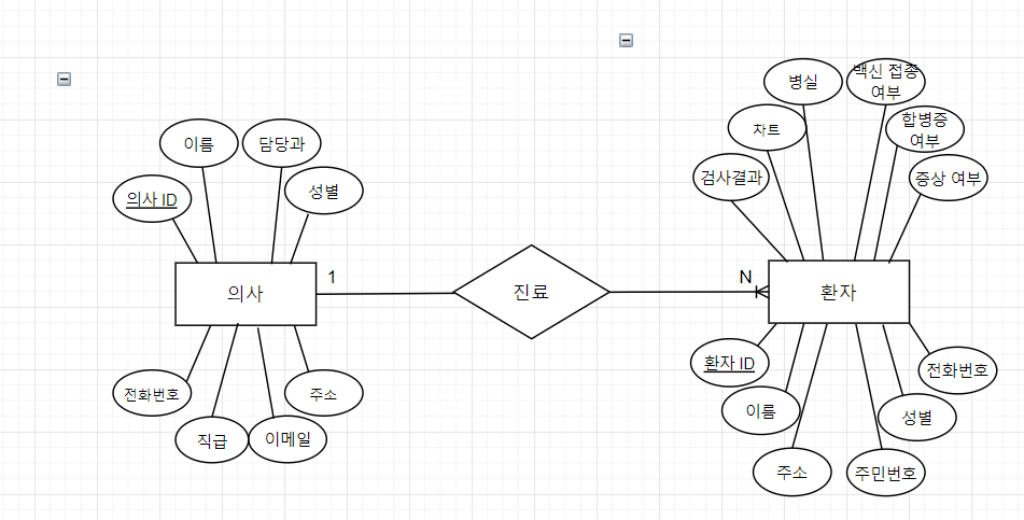 이름
담당과
의사 ID
성별
의사
1
전화번호
직급
이메일
주소
진료
N
병실
백신 접종
여부
차트
합병증
여부
검사결과
증상 여부
환자
환자 ID
전화번호
이름
성별
주소
주민번호